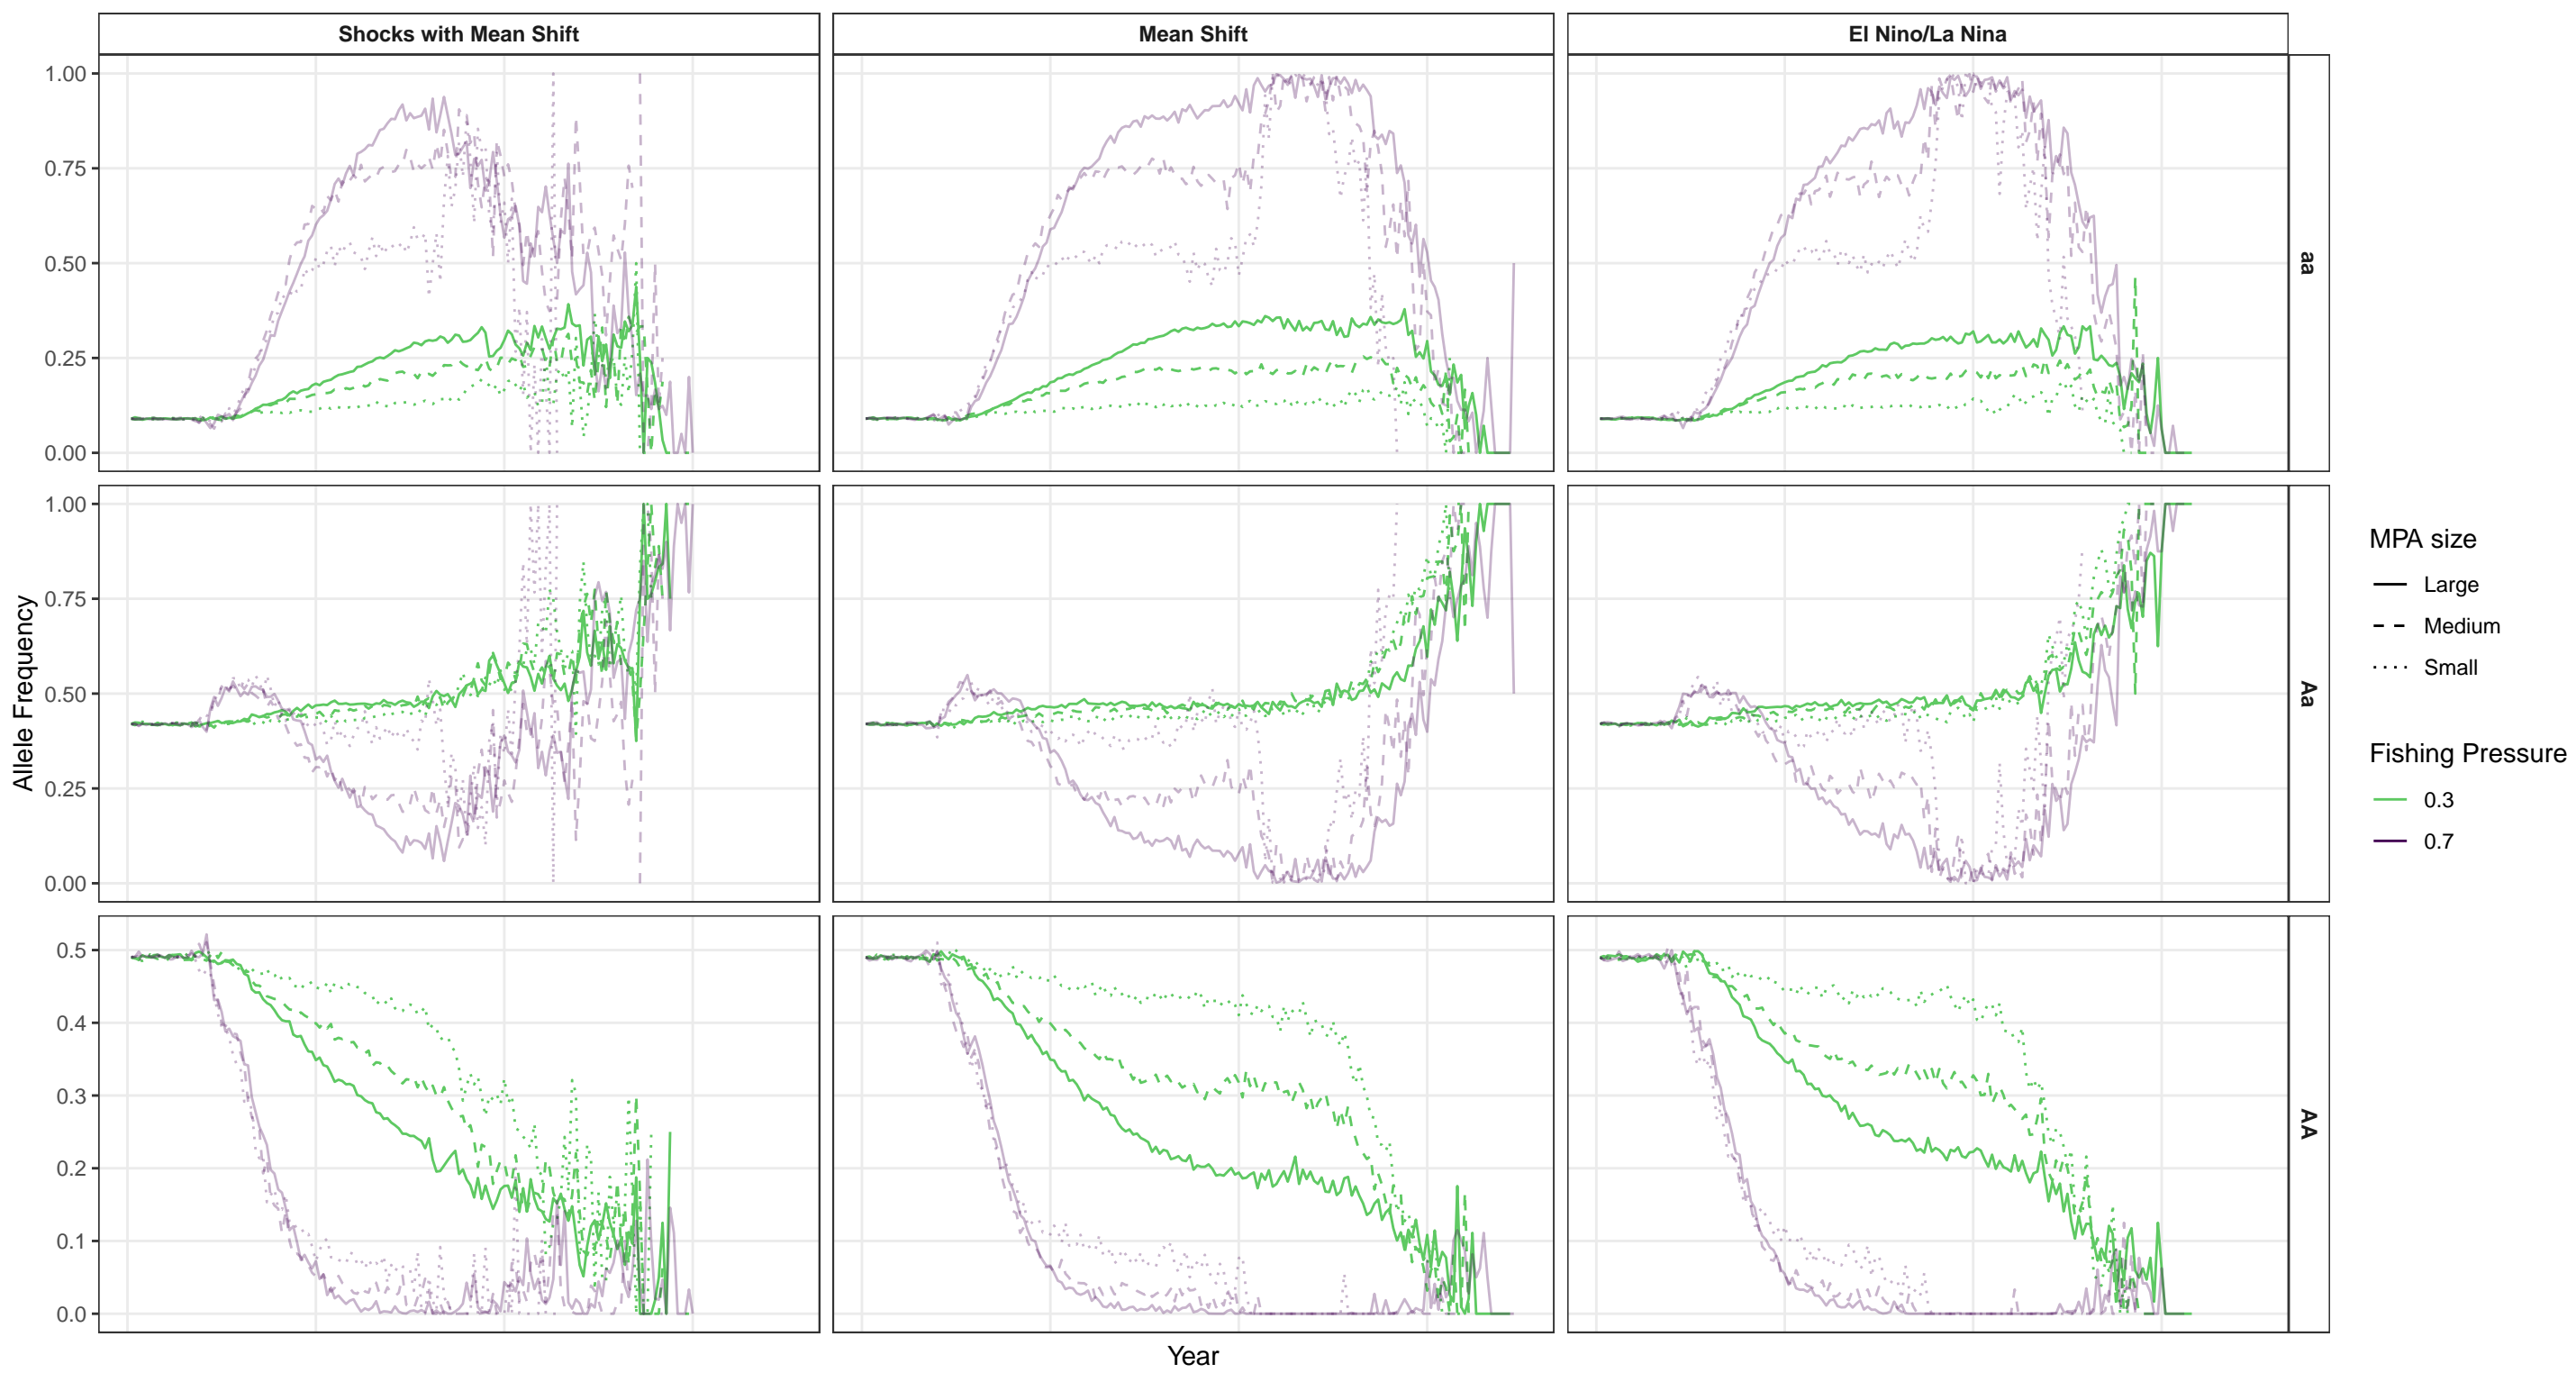 Shocks with Mean Shift
Mean Shift
El Nino/La Nina
1.00
0.75
0.50
0.25
0.00
aa
1.00
0.75
0.50
0.25
0.00
Aa
0.5
0.4
0.3
0.2
0.1
0.0
AA
Allele Frequency
Year
MPA size
Large
Medium
Small
Fishing Pressure
0.3
0.7